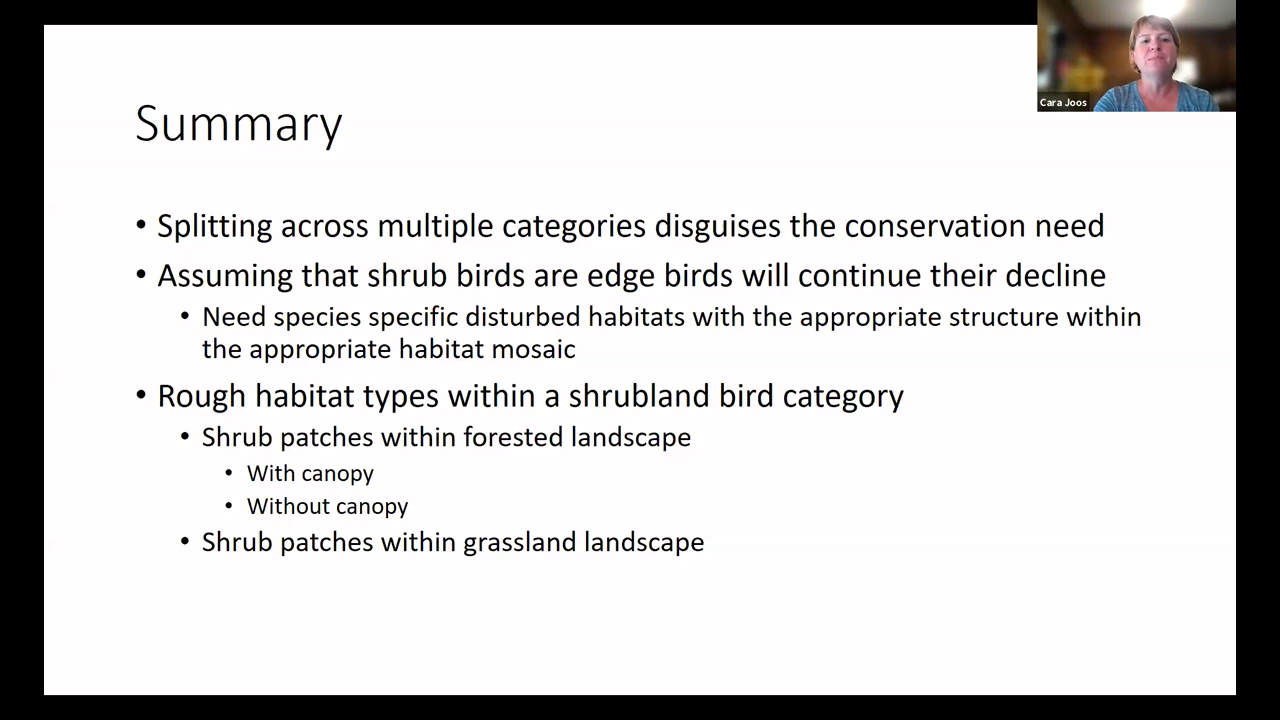 Cara Joos
Summary
• Splitting across multiple categories disguises the conservation need
• Assuming that shrub birds are edge birds will continue their decline
• Need species specific disturbed habitats with the appropriate structure within
the appropriate habitat mosaic
• Rough habitat types within a shrubland bird category
• Shrub patches within forested landscape
• With canopy
• Without canopy
• Shrub patches within grassland landscape